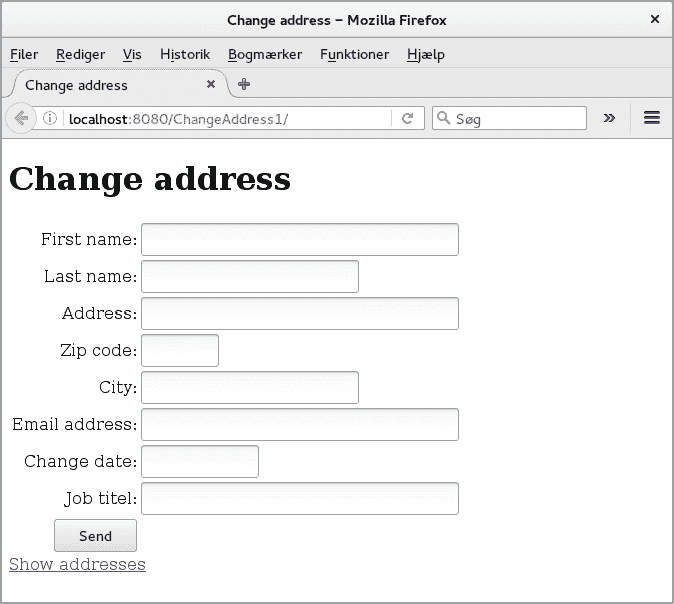 Change address – Mozilla Firefox
Filer Rediger Vis Historik Bogmærker Funktioner Hjælp
Change address
localhost:8080/ChangeAddress1/ Søg
Change address
First name:
Last name:
Address:
Zip code:
City:
Email address:
Change date:
Job titel:
Send
Show addresses